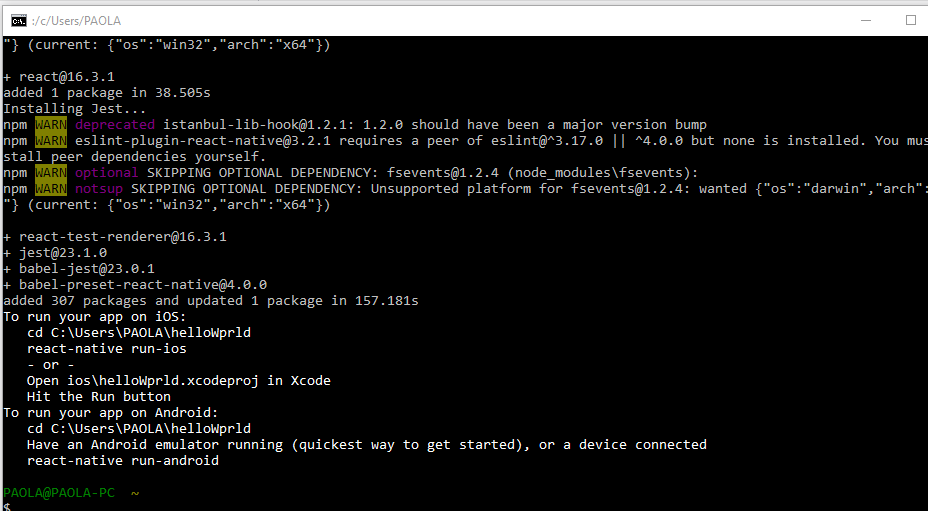 :/c/Users/PAOLA
"} (current: {"os":"win32","arch":"x64"})
+ react@16.3.1
added 1 package in 38.505s
Installing Jest...
npm WARN deprecated istanbul-lib-hook@1.2.1: 1.2.0 should have been a major version bump
npm WARN eslint-plugin-react-native@3.2.1 requires a peer of eslint@^3.17.0 || ^4.0.0 but none is installed. You mus
stall peer dependencies yourself.
npm WARN optional SKIPPING OPTIONAL DEPENDENCY: fsevents@1.2.4 (node_modules\fsevents):
npm WARN notsup SKIPPING OPTIONAL DEPENDENCY: Unsupported platform for fsevents@1.2.4: wanted {"os":"darwin","arch":
"} (current: {"os":"win32","arch":"x64"})
+ react-test-renderer@16.3.1
+ jest@23.1.0
+ babel-jest@23.0.1
+ babel-preset-react-native@4.0.0
added 307 packages and updated 1 package in 157.181s
To run your app on iOS:
cd C:\Users\PAOLA\helloWprld
react-native run-ios
- or -
Open ios\helloWprld.xcodeproj in Xcode
Hit the Run button
To run your app on Android:
cd C:\Users\PAOLA\helloWprld
Have an Android emulator running (quickest way to get started), or a device connected
react-native run-android
PAOLA@PAOLA-PC ~
$